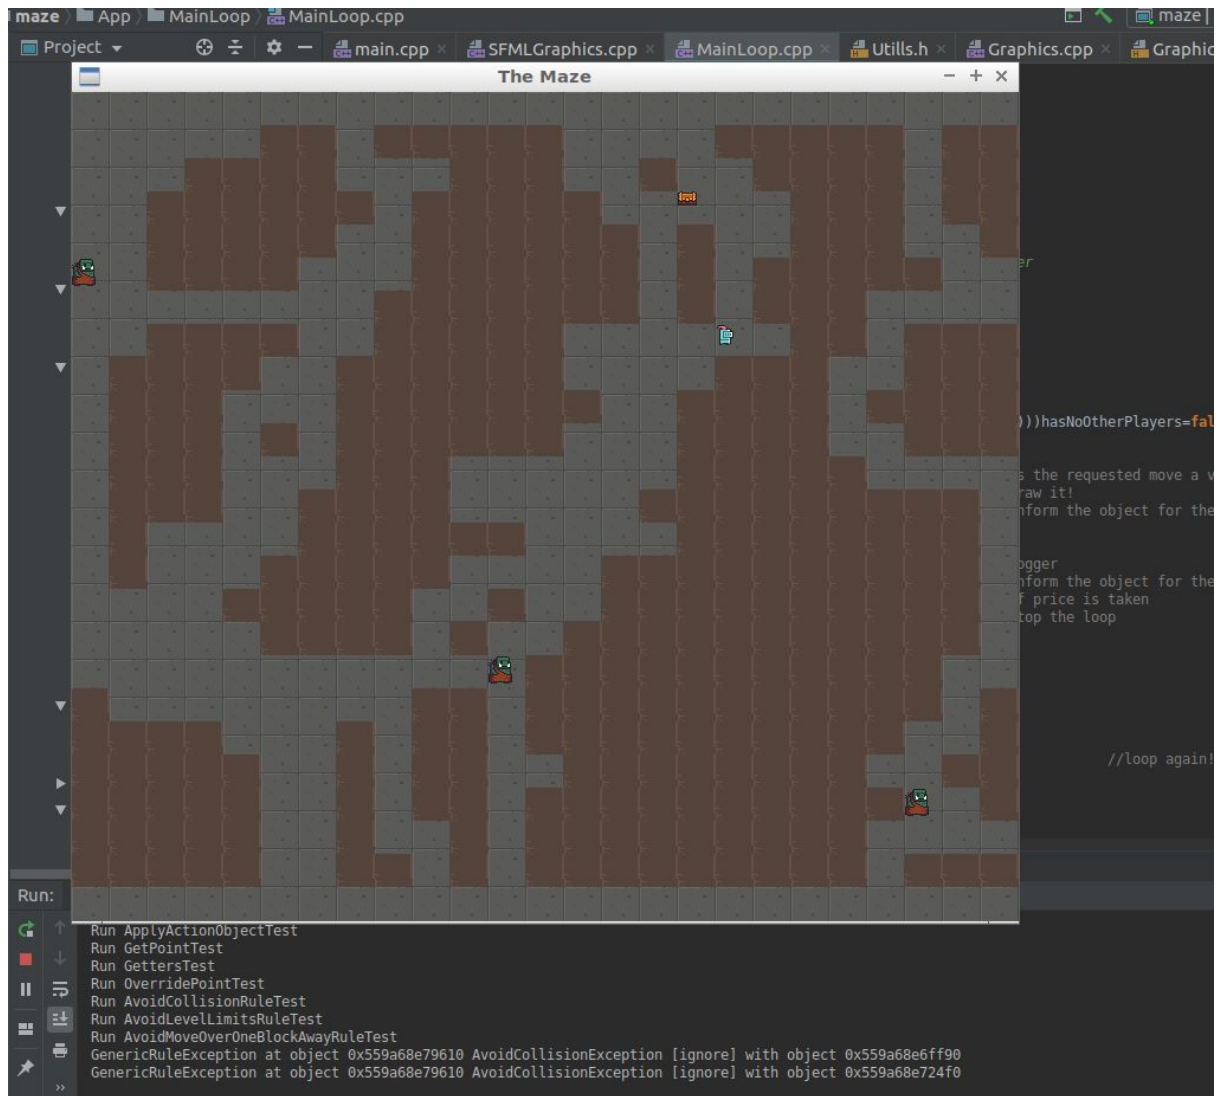 maze App MainLoop MainLoop.cpp maze
Project main.cpp SFMLGraphics.cpp MainLoop.cpp Utills.h Graphics.cpp Graphic
The Maze
er
)))hasNoOtherPlayers=fal
s the requested move a v
raw it!
nform the object for the
ogger
nform the object for the
f price is taken
top the loop
//loop again!
Run:
Run ApplyActionObjectTest
Run GetPointTest
Run GettersTest
Run OverridePointTest
Run AvoidCollisionRuleTest
Run AvoidLevelLimitsRuleTest
Run AvoidMoveOverOneBlockAwayRuleTest
GenericRuleException at object 0x559a68e79610 AvoidCollisionException [ignore] with object 0x559a68e6ff90
GenericRuleException at object 0x559a68e79610 AvoidCollisionException [ignore] with object 0x559a68e724f0